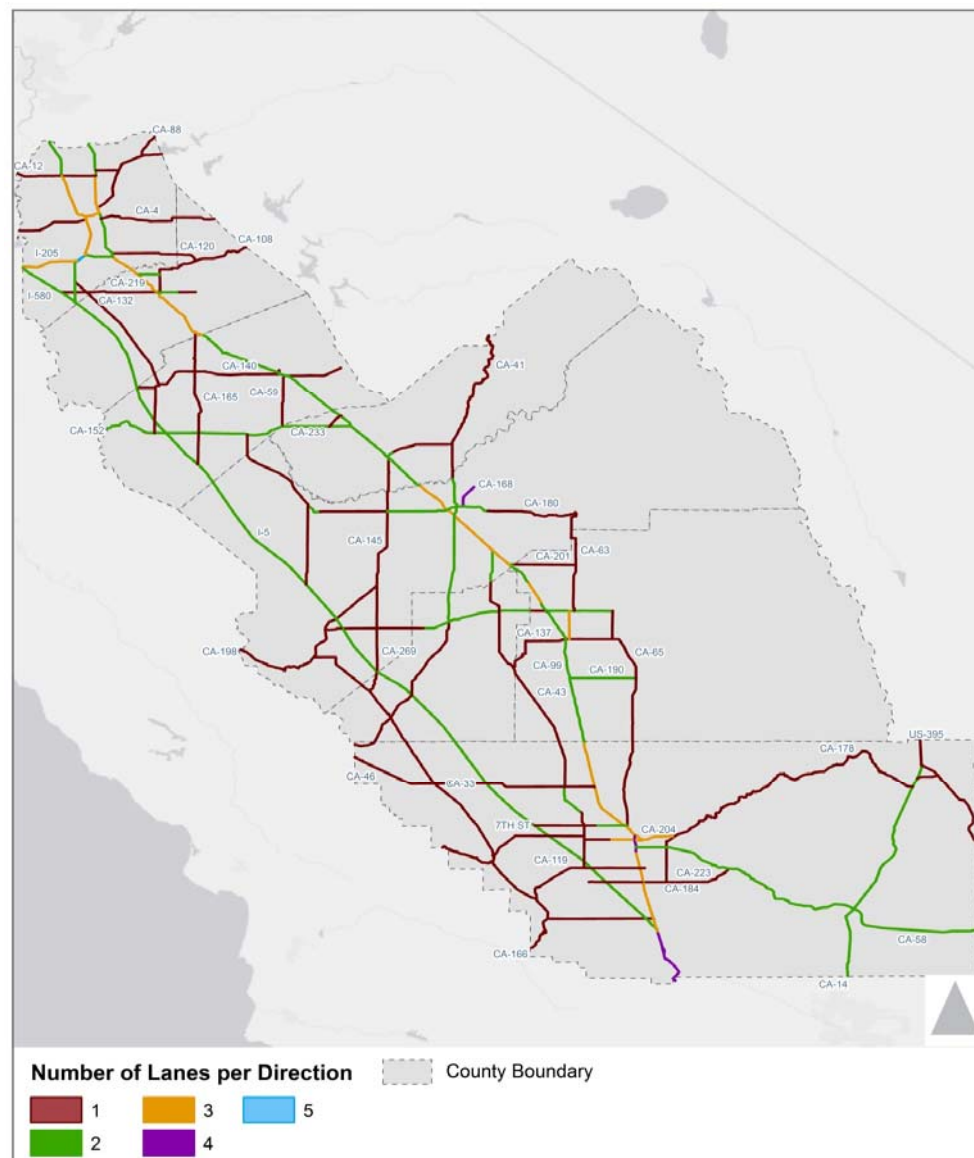 CA-88
CA-12
CA-4
CA-108
CA-120
I-205
CA-219
I-580
CA-132
CA-41
CA-140
CA-59
CA-165
CA-152
CA-233
CA-168
CA-180
I-5
CA-145
CA-63
CA-201
CA-137
CA-198
CA-269
CA-65
CA-99
CA-190
CA-43
US-395
CA-178
CA-46
CA-33
7TH ST
CA-204
CA-119
CA-223
CA-184
CA-58
CA-166
CA-14
Number of Lanes per Direction
County Boundary
1
3
5
2
4